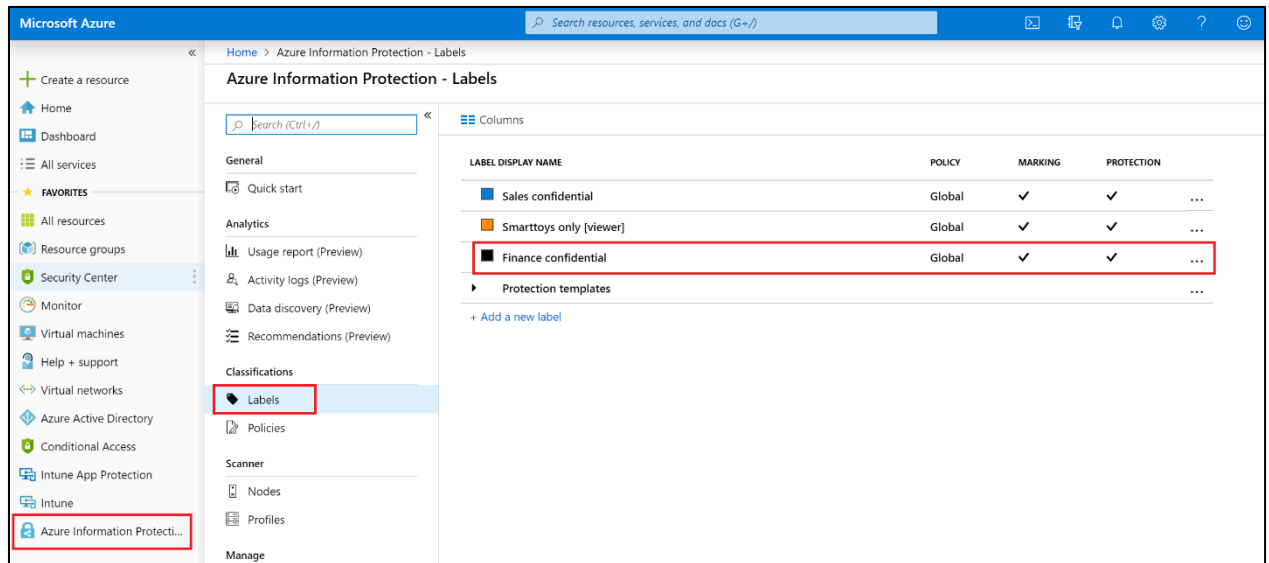 Microsoft Azure
Search resources, services, and docs (G+/)
«
Create a resource
Home
Dashboard
All services
FAVORITES
All resources
Resource groups
Security Center
Monitor
Virtual machines
Help + support
Virtual networks
Azure Active Directory
Conditional Access
Intune App Protection
Intune
Azure Information Protecti...
Home > Azure Information Protection - Labels
Azure Information Protection - Labels
Search (Ctrl+/)
«
General
Quick start
Analytics
Usage report (Preview)
Activity logs (Preview)
Data discovery (Preview)
Recommendations (Preview)
Classifications
Labels
Policies
Scanner
Nodes
Profiles
Manage
Columns
LABEL DISPLAY NAME POLICY MARKING PROTECTION
Sales confidential Global ✓ ✓ ...
Smarttoys only [viewer] Global ✓ ✓ ...
Finance confidential Global ✓ ✓ ...
Protection templates ...
+ Add a new label